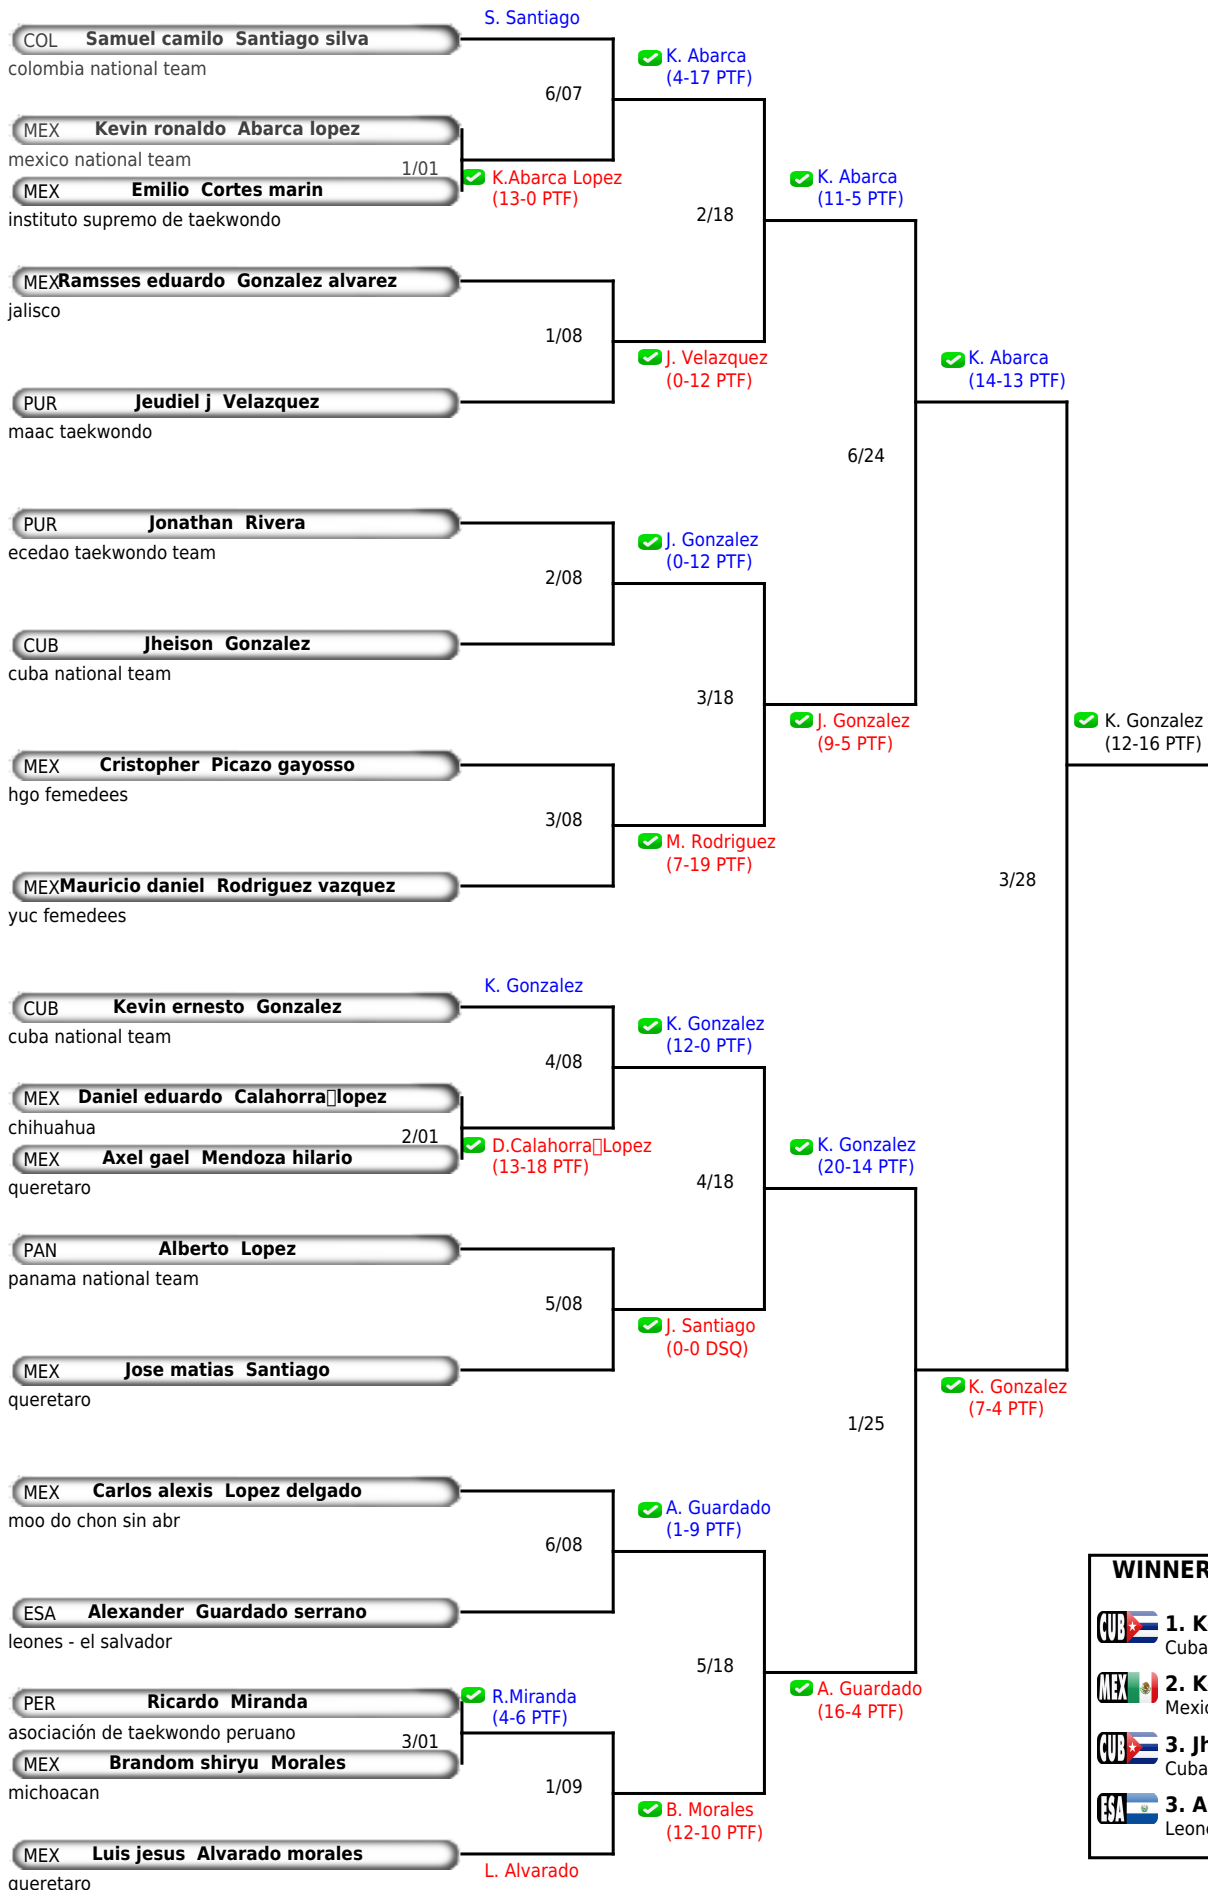 S. Santiago
COL Samuel camilo Santiago silva
colombia national team
K. Abarca
(4-17 PTF)
6/07
MEX Kevin ronaldo Abarca lopez
mexico national team
1/01
K.Abarca Lopez
(13-0 PTF)
MEX Emilio Cortes marin
instituto supremo de taekwondo
K. Abarca
(11-5 PTF)
2/18
MEX Ramsses eduardo Gonzalez alvarez
jalisco
1/08
J. Velazquez
(0-12 PTF)
PUR Jeudiel j Velazquez
maac taekwondo
K. Abarca
(14-13 PTF)
6/24
PUR Jonathan Rivera
ecedao taekwondo team
J. Gonzalez
(0-12 PTF)
2/08
CUB Jheison Gonzalez
cuba national team
3/18
J. Gonzalez
(9-5 PTF)
K. Gonzalez
(12-16 PTF)
MEX Cristopher Picazo gayosso
hgo femedees
3/08
M. Rodriguez
(7-19 PTF)
MEX Mauricio daniel Rodriguez vazquez
yuc femedees
3/28
K. Gonzalez
CUB Kevin ernesto Gonzalez
cuba national team
K. Gonzalez
(12-0 PTF)
4/08
MEX Daniel eduardo Calahorra▯lopez
chihuahua
2/01
D.Calahorra▯Lopez
(13-18 PTF)
MEX Axel gael Mendoza hilario
queretaro
K. Gonzalez
(20-14 PTF)
4/18
PAN Alberto Lopez
panama national team
5/08
J. Santiago
(0-0 DSQ)
MEX Jose matias Santiago
queretaro
K. Gonzalez
(7-4 PTF)
1/25
MEX Carlos alexis Lopez delgado
moo do chon sin abr
A. Guardado
(1-9 PTF)
6/08
ESA Alexander Guardado serrano
leones - el salvador
5/18
A. Guardado
(16-4 PTF)
PER Ricardo Miranda
asociación de taekwondo peruano
3/01
R.Miranda
(4-6 PTF)
MEX Brandom shiryu Morales
michoacan
1/09
B. Morales
(12-10 PTF)
MEX Luis jesus Alvarado morales
queretaro
L. Alvarado
WINNER
CUB 1. K
Cuba
MEX 2. K
Mexic
CUB 3. Jh
Cuba
ESA 3. A
Leone